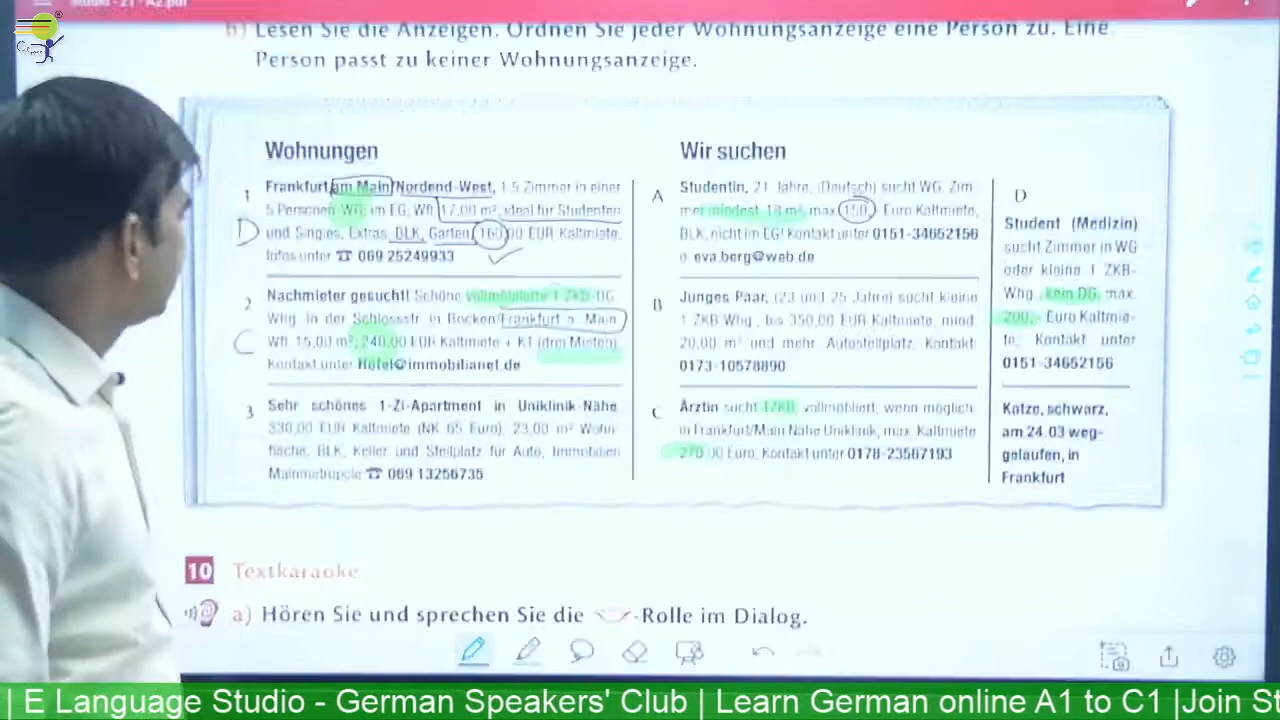 studio - 21 - A2.pdf
b) Lesen Sie die Anzeigen. Ordnen Sie jeder Wohnungsanzeige eine Person zu. Eine
Person passt zu keiner Wohnungsanzeige.
Wohnungen
1 Frankfurt am Main/Nordend-West, 1,5 Zimmer in einer
5 Personen-WG im EG, Wfl. 17,00 m², ideal für Studenten
D und Singles, Extras: BLK, Garten, 160,00 EUR Kaltmiete,
Infos unter ☎ 069 25249933
2 Nachmieter gesucht! Schöne vollmöblierte 1-ZKB-DG
Whg. in der Schlossstr. in Bocken/Frankfurt a. Main
C Wfl. 15,00 m², 240,00 EUR Kaltmiete + KT (drei Mieten)
Kontakt unter Hofel@immobilianet.de
3 Sehr schönes 1-Zi-Apartment in Uniklinik-Nähe
330,00 EUR Kaltmiete (NK 65 Euro), 23,00 m² Wohn-
fläche, BLK, Keller und Stellplatz für Auto, Immobilien
Mainmetropole ☎ 069 13256735
Wir suchen
A Studentin, 21 Jahre, (Deutsch) sucht WG. Zim-
mer mindest. 18 m², max. 150,- Euro Kaltmiete,
BLK, nicht im EG! Kontakt unter 0151-34652156
o. eva.berg@web.de
B Junges Paar, (23 und 25 Jahre) sucht kleine
1 ZKB Whg., bis 350,00 EUR Kaltmiete, mind.
20,00 m² und mehr. Autostellplatz. Kontakt:
0173-10578890
C Ärztin sucht 1ZKB, vollmöbliert, wenn möglich
in Frankfurt/Main Nähe Uniklinik, max. Kaltmiete
270,00 Euro, Kontakt unter 0178-23567193
D
Student (Medizin)
sucht Zimmer in WG
oder kleine 1 ZKB-
Whg., kein DG, max.
200,- Euro Kaltmie-
te, Kontakt unter
0151-34652156
Katze, schwarz,
am 24.03 weg-
gelaufen, in
Frankfurt
10 Textkaraoke
a) Hören Sie und sprechen Sie die -Rolle im Dialog.
| E Language Studio - German Speakers' Club | Learn German online A1 to C1 |Join St